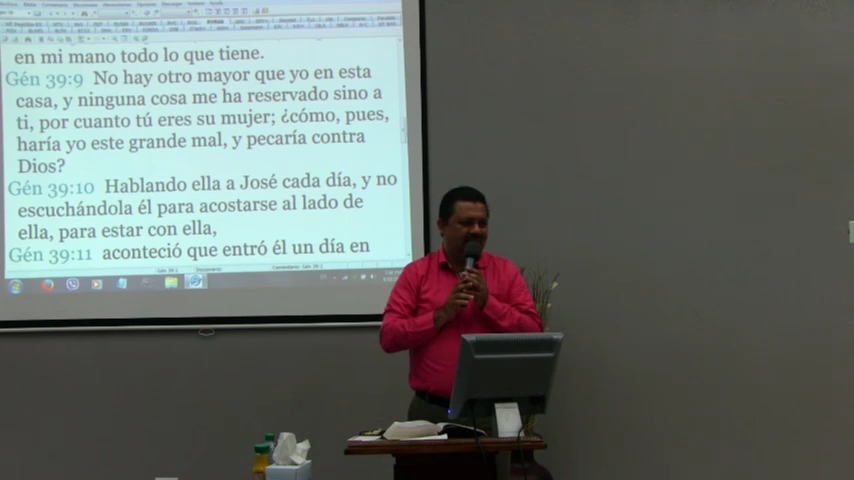 en mi mano todo lo que tiene.
Gén 39:9 No hay otro mayor que yo en esta
casa, y ninguna cosa me ha reservado sino a
ti, por cuanto tú eres su mujer; ¿cómo, pues,
haría yo este grande mal, y pecaría contra
Dios?
Gén 39:10 Hablando ella a José cada día, y no
escuchándola él para acostarse al lado de
ella, para estar con ella,
Gén 39:11 aconteció que entró él un día en